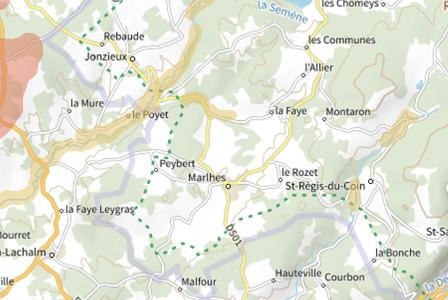 les Chomeys
la Semène
Rebaude
les Communes
Jonzieux
l'Allier
la Mure
le Poyet
la Faye
Montaron
Peybert
Marlhes
le Rozet
St-Régis-du-Coin
la Faye Leygras
Bourret
D501
-Lachalm
la Bonche
Malfour
Hauteville
Courbon
ville